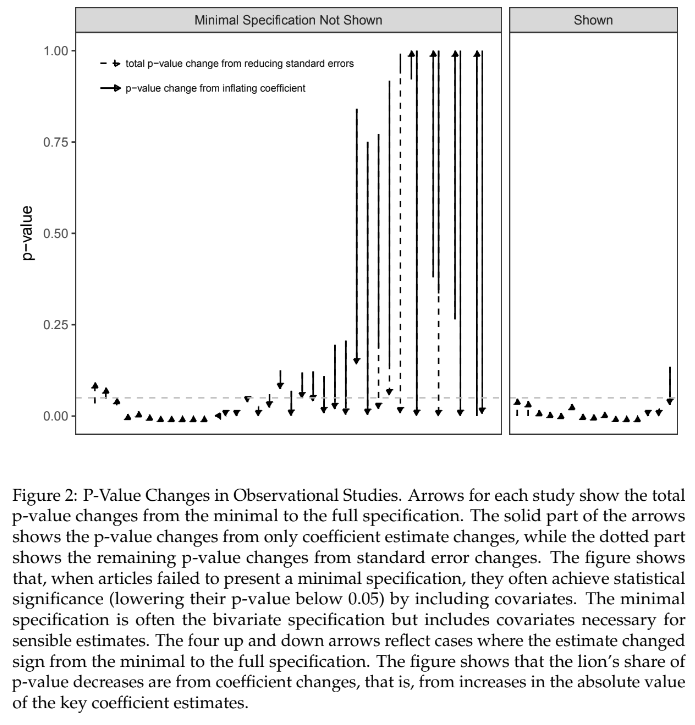 Minimal Specification Not Shown
Shown
1.00
total p-value change from reducing standard errors
p-value change from inflating coefficient
0.75
0.50
0.25
0.00
p−value
Figure 2: P-Value Changes in Observational Studies. Arrows for each study show the total
p-value changes from the minimal to the full specification. The solid part of the arrows
shows the p-value changes from only coefficient estimate changes, while the dotted part
shows the remaining p-value changes from standard error changes. The figure shows
that, when articles failed to present a minimal specification, they often achieve statistical
significance (lowering their p-value below 0.05) by including covariates. The minimal
specification is often the bivariate specification but includes covariates necessary for
sensible estimates. The four up and down arrows reflect cases where the estimate changed
sign from the minimal to the full specification. The figure shows that the lion's share of
p-value decreases are from coefficient changes, that is, from increases in the absolute value
of the key coefficient estimates.